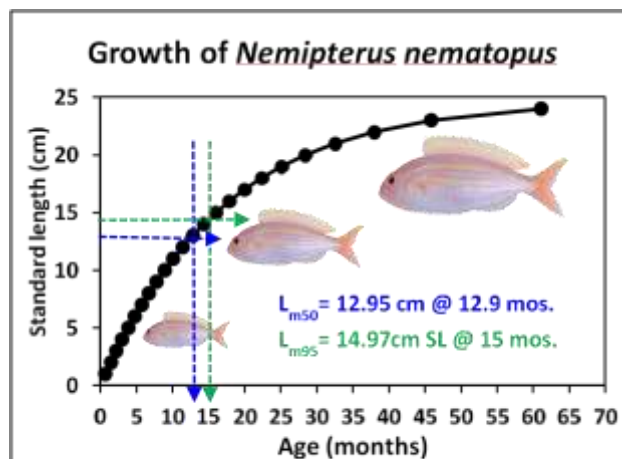 Growth of Nemipterus nematopus
Standard length (cm)
25
20
15
10
5
0
L_m50 = 12.95 cm @ 12.9 mos.
L_m95 = 14.97cm SL @ 15 mos.
0 5 10 15 20 25 30 35 40 45 50 55 60 65 70
Age (months)